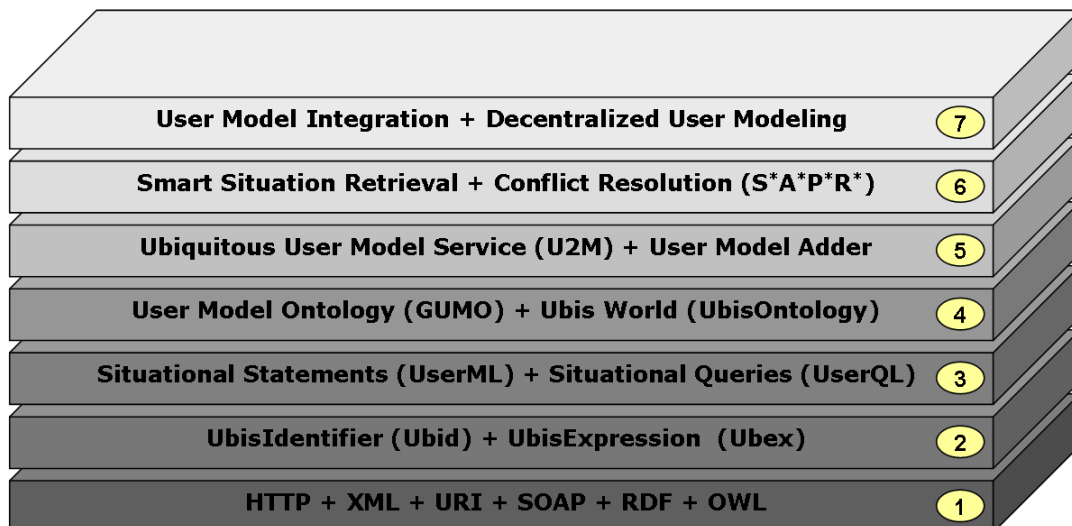 User Model Integration + Decentralized User Modeling 7
Smart Situation Retrieval + Conflict Resolution (S*A*P*R*) 6
Ubiquitous User Model Service (U2M) + User Model Adder 5
User Model Ontology (GUMO) + Ubis World (UbisOntology) 4
Situational Statements (UserML) + Situational Queries (UserQL) 3
UbisIdentifier (Ubid) + UbisExpression (Ubex) 2
HTTP + XML + URI + SOAP + RDF + OWL 1